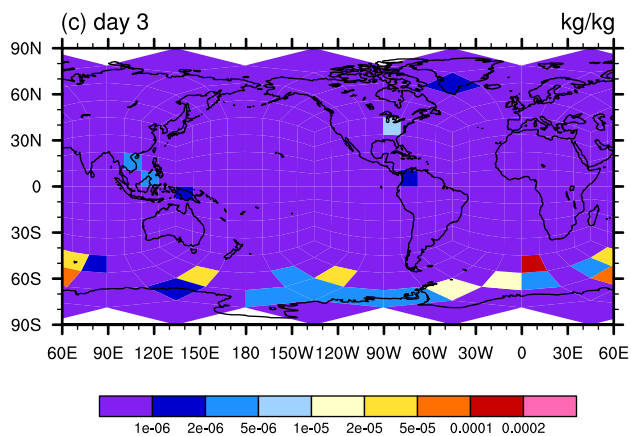 (c) day 3 kg/kg
90N
60N
30N
0
30S
60S
90S
60E 90E 120E 150E 180 150W 120W 90W 60W 30W 0 30E 60E
1e-06 2e-06 5e-06 1e-05 2e-05 5e-05 0.0001 0.0002